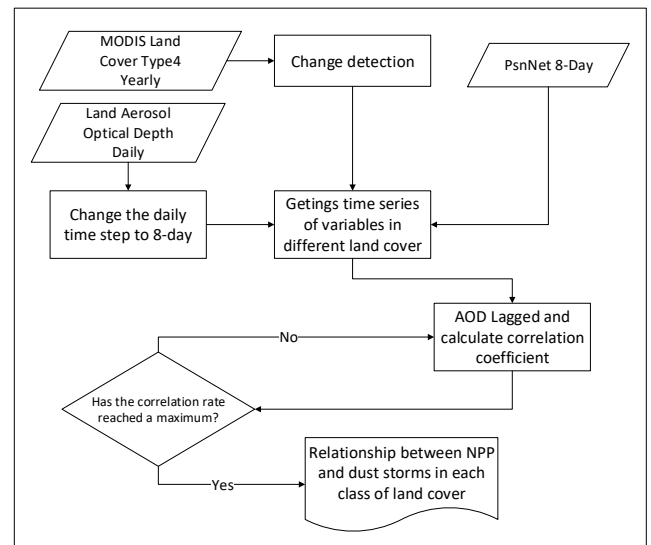 MODIS Land
Cover Type4
Yearly
Change detection
PsnNet 8-Day
Land Aerosol
Optical Depth
Daily
Change the daily
time step to 8-day
Getings time series
of variables in
different land cover
AOD Lagged and
calculate correlation
coefficient
No
Has the correlation rate
reached a maximum?
Yes
Relationship between NPP
and dust storms in each
class of land cover